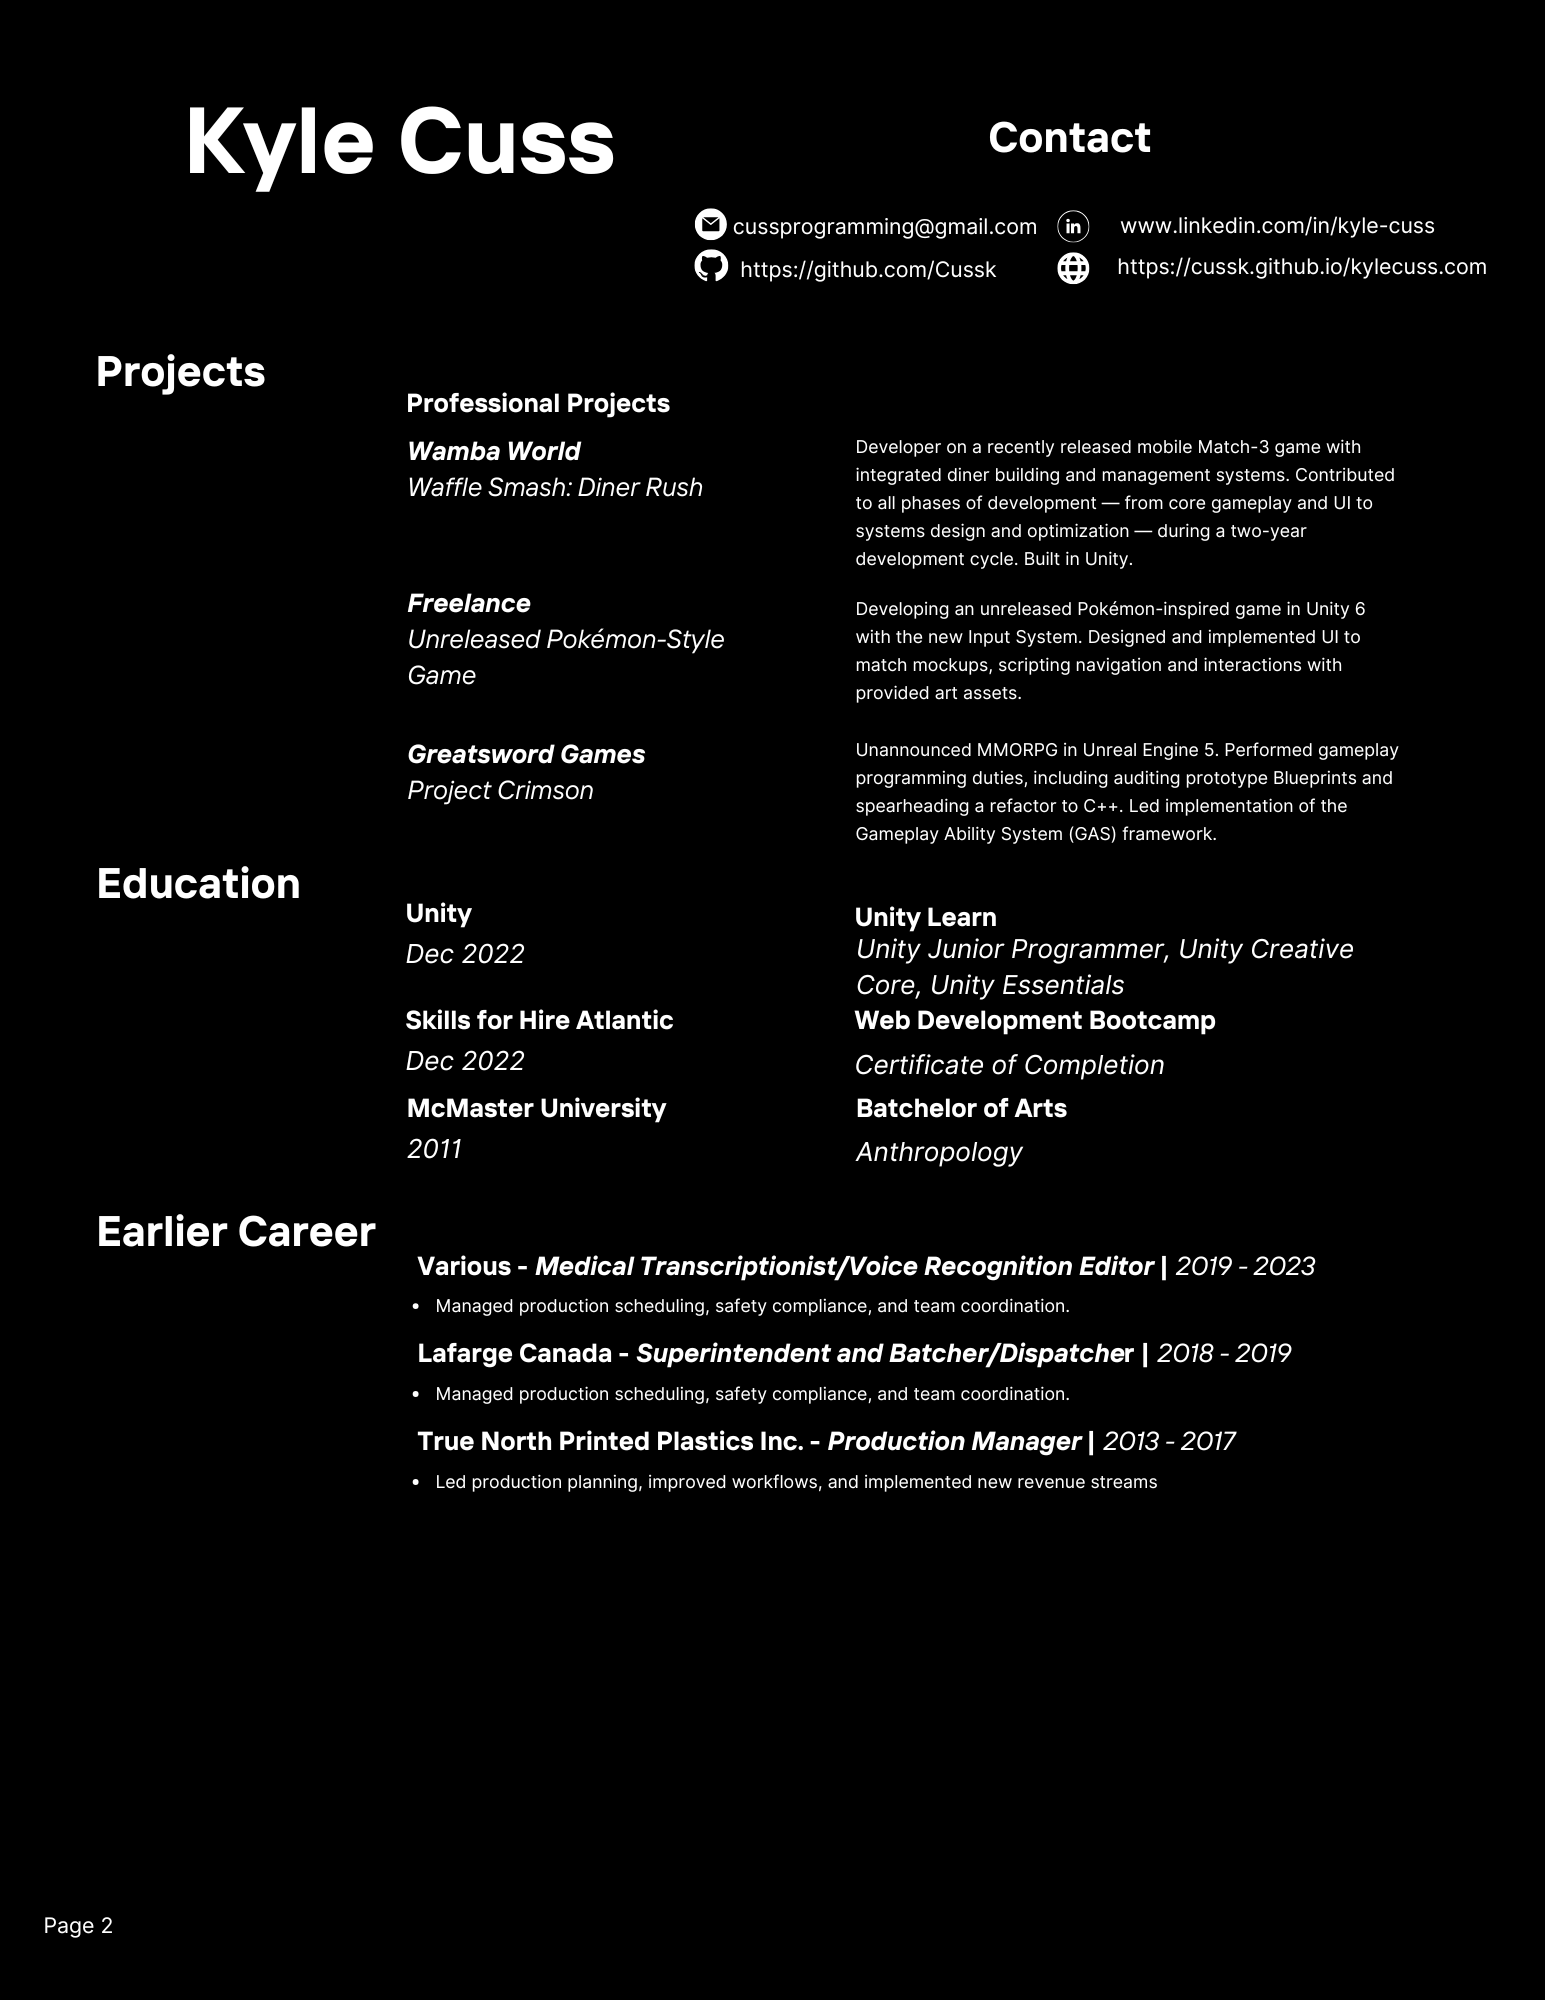 Kyle Cuss
Contact
cussprogramming@gmail.com
www.linkedin.com/in/kyle-cuss
https://github.com/Cussk
https://cussk.github.io/kylecuss.com
Projects
Professional Projects
Wamba World
Waffle Smash: Diner Rush
Developer on a recently released mobile Match-3 game with
integrated diner building and management systems. Contributed
to all phases of development — from core gameplay and UI to
systems design and optimization — during a two-year
development cycle. Built in Unity.
Freelance
Unreleased Pokémon-Style
Game
Developing an unreleased Pokémon-inspired game in Unity 6
with the new Input System. Designed and implemented UI to
match mockups, scripting navigation and interactions with
provided art assets.
Greatsword Games
Project Crimson
Unannounced MMORPG in Unreal Engine 5. Performed gameplay
programming duties, including auditing prototype Blueprints and
spearheading a refactor to C++. Led implementation of the
Gameplay Ability System (GAS) framework.
Education
Unity
Dec 2022
Unity Learn
Unity Junior Programmer, Unity Creative
Core, Unity Essentials
Skills for Hire Atlantic
Dec 2022
Web Development Bootcamp
Certificate of Completion
McMaster University
2011
Batchelor of Arts
Anthropology
Earlier Career
Various - Medical Transcriptionist/Voice Recognition Editor | 2019 - 2023
• Managed production scheduling, safety compliance, and team coordination.
Lafarge Canada - Superintendent and Batcher/Dispatcher | 2018 - 2019
• Managed production scheduling, safety compliance, and team coordination.
True North Printed Plastics Inc. - Production Manager | 2013 - 2017
• Led production planning, improved workflows, and implemented new revenue streams
Page 2